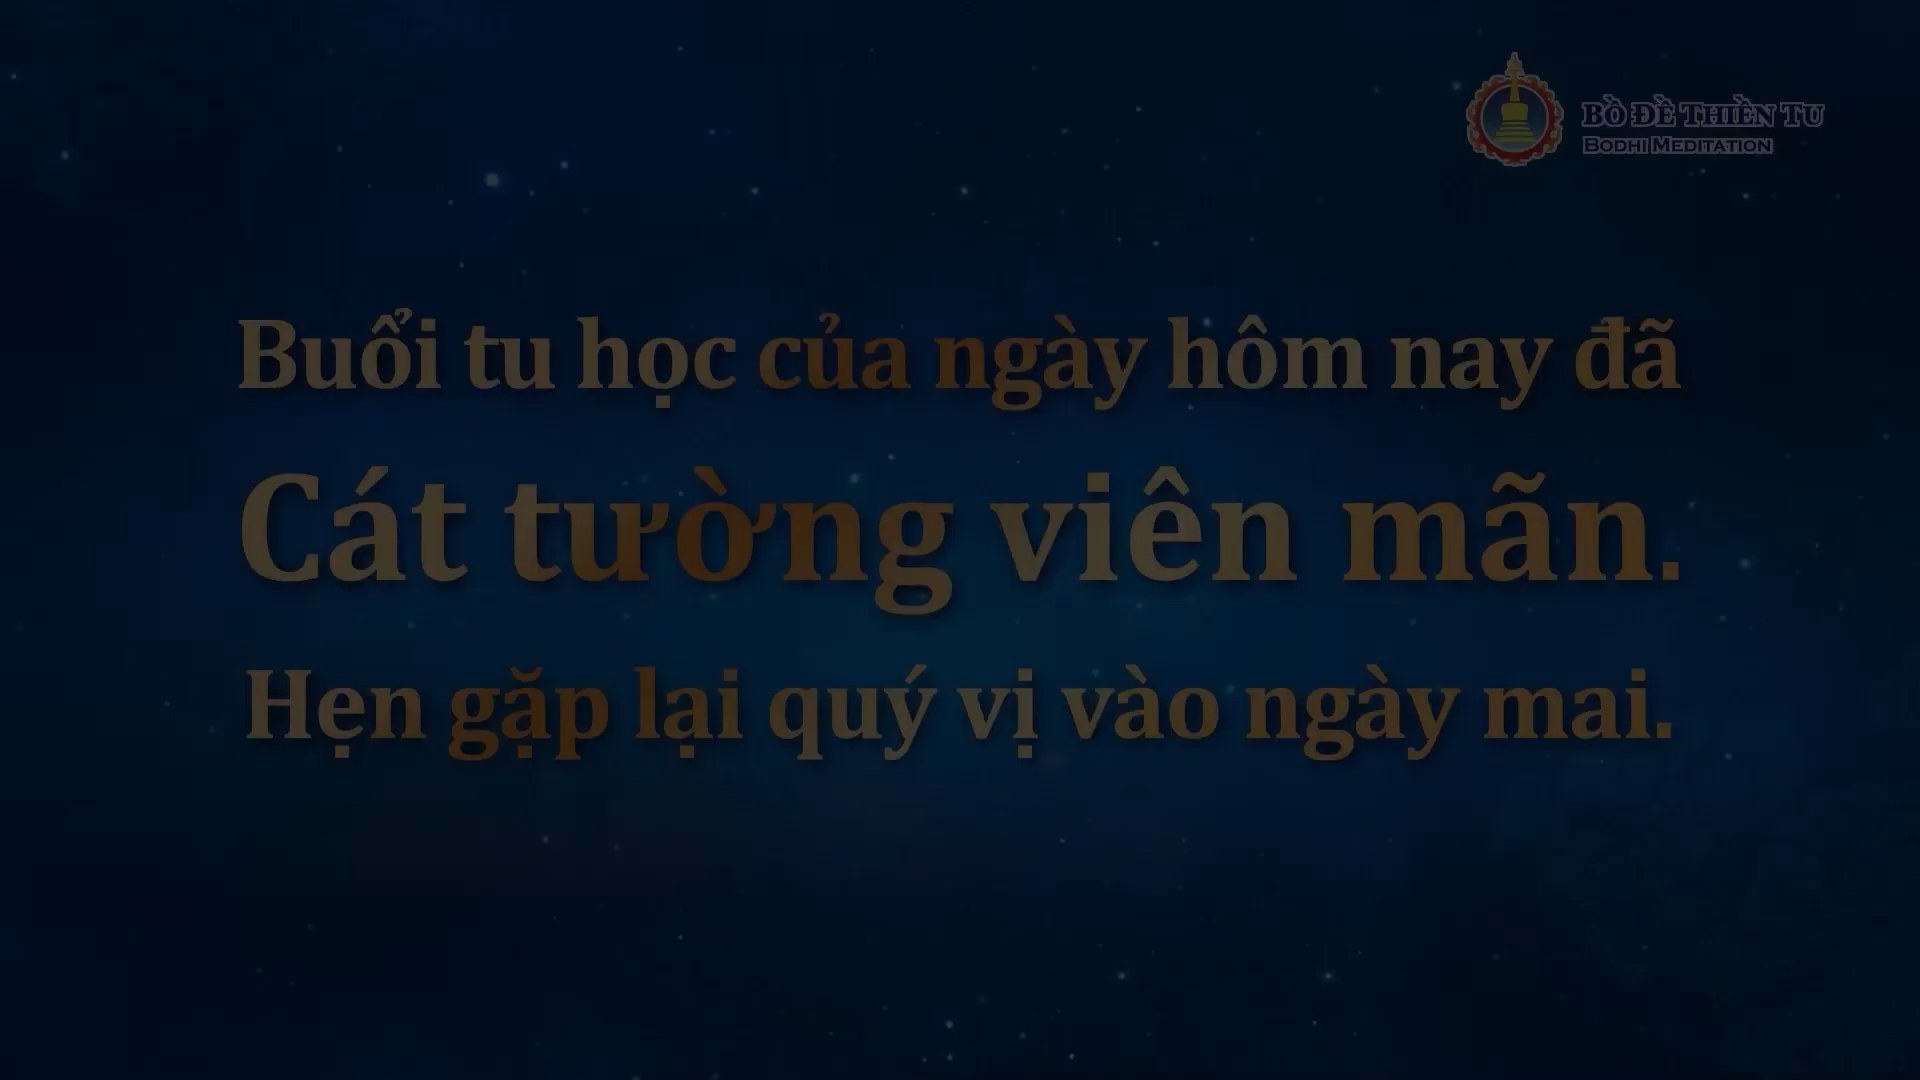 BỒ ĐỀ THIỀN TU
BODHI MEDITATION
Buổi tu học của ngày hôm nay đã
Cát tường viên mãn.
Hẹn gặp lại quý vị vào ngày mai.